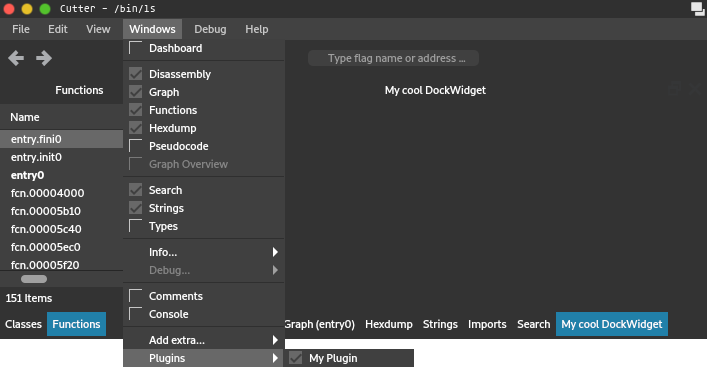 Cutter – /bin/ls
File Edit View Windows Debug Help
Dashboard
Type flag name or address ...
Functions
My cool DockWidget
Disassembly
Graph
Functions
Hexdump
Pseudocode
Graph Overview
Search
Strings
Types
Info...
Debug...
Comments
Console
Add extra...
Plugins
My Plugin
Name
entry.fini0
entry.init0
entry0
fcn.00004000
fcn.00005b10
fcn.00005c40
fcn.00005ec0
fcn.00005f20
151 Items
Classes Functions
Graph (entry0) Hexdump Strings Imports Search My cool DockWidget